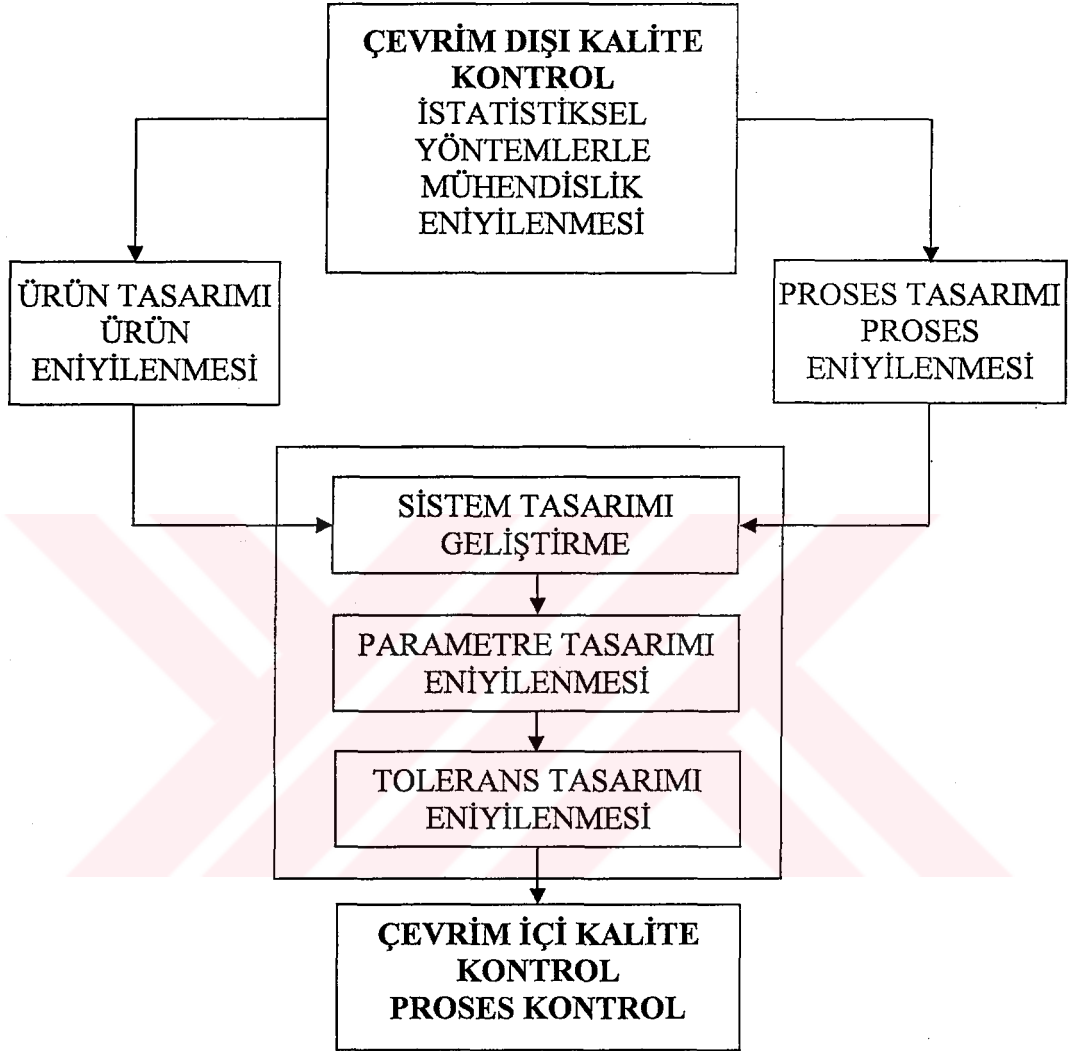 ÇEVRİM DIŞI KALİTE
KONTROL
İSTATİSTİKSEL
YÖNTEMLERLE
MÜHENDİSLİK
ENİYİLENMESİ
ÜRÜN TASARIMI
ÜRÜN
ENİYİLENMESİ
PROSES TASARIMI
PROSES
ENİYİLENMESİ
SİSTEM TASARIMI
GELİŞTİRME
PARAMETRE TASARIMI
ENİYİLENMESİ
TOLERANS TASARIMI
ENİYİLENMESİ
ÇEVRİM İÇİ KALİTE
KONTROL
PROSES KONTROL